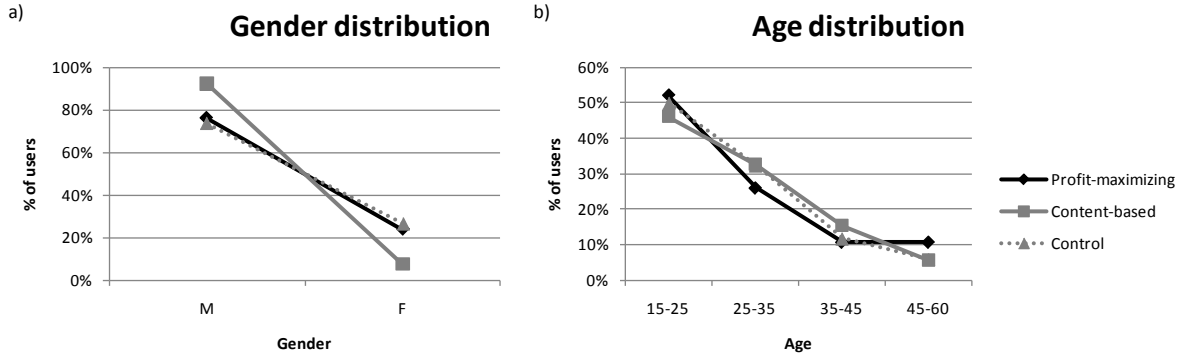 a)
Gender distribution
% of users
100%
80%
60%
40%
20%
0%
M
F
Gender
b)
Age distribution
% of users
60%
50%
40%
30%
20%
10%
0%
15-25
25-35
35-45
45-60
Age
Profit-maximizing
Content-based
Control